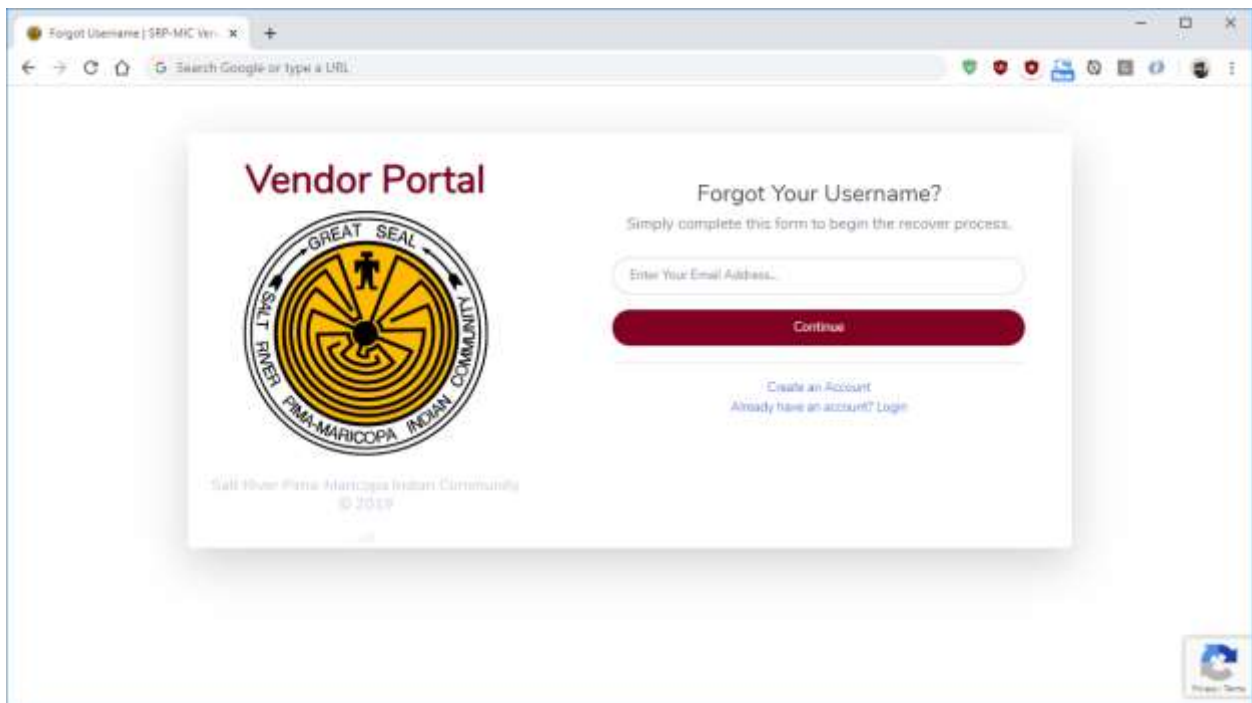 Forgot Username | SRP-MIC Ven
Search Google or type a URL
Vendor Portal
GREAT SEAL
SALT RIVER PIMA-MARICOPA INDIAN COMMUNITY
Salt River Pima-Maricopa Indian Community
© 2019
Forgot Your Username?
Simply complete this form to begin the recover process.
Enter Your Email Address...
Continue
Create an Account
Already have an account? Login
Privacy - Terms